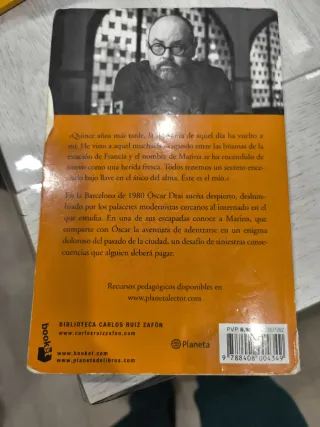 «Quince años más tarde, la memoria de aquel día ha vuelto a
mí. He visto a aquel muchacho vagando entre las brumas de la
estación de Francia y el nombre de Marina se ha encendido de
nuevo como una herida fresca. Todos tenemos un secreto ence-
rrado bajo llave en el ático del alma. Éste es el mío.»
En la Barcelona de 1980 Óscar Drai sueña despierto, deslum-
brado por los palacetes modernistas cercanos al internado en el
que estudia. En una de sus escapadas conoce a Marina, que
comparte con Óscar la aventura de adentrarse en un enigma
doloroso del pasado de la ciudad, un desafío de siniestras conse-
cuencias que alguien deberá pagar.
Recursos pedagógicos disponibles en
www.planetalector.com
BIBLIOTECA CARLOS RUIZ ZAFÓN
www.carlosruizzafon.com
www.booket.com
www.planetadelibros.com
booket
Planeta
PVP
9 788408 004349